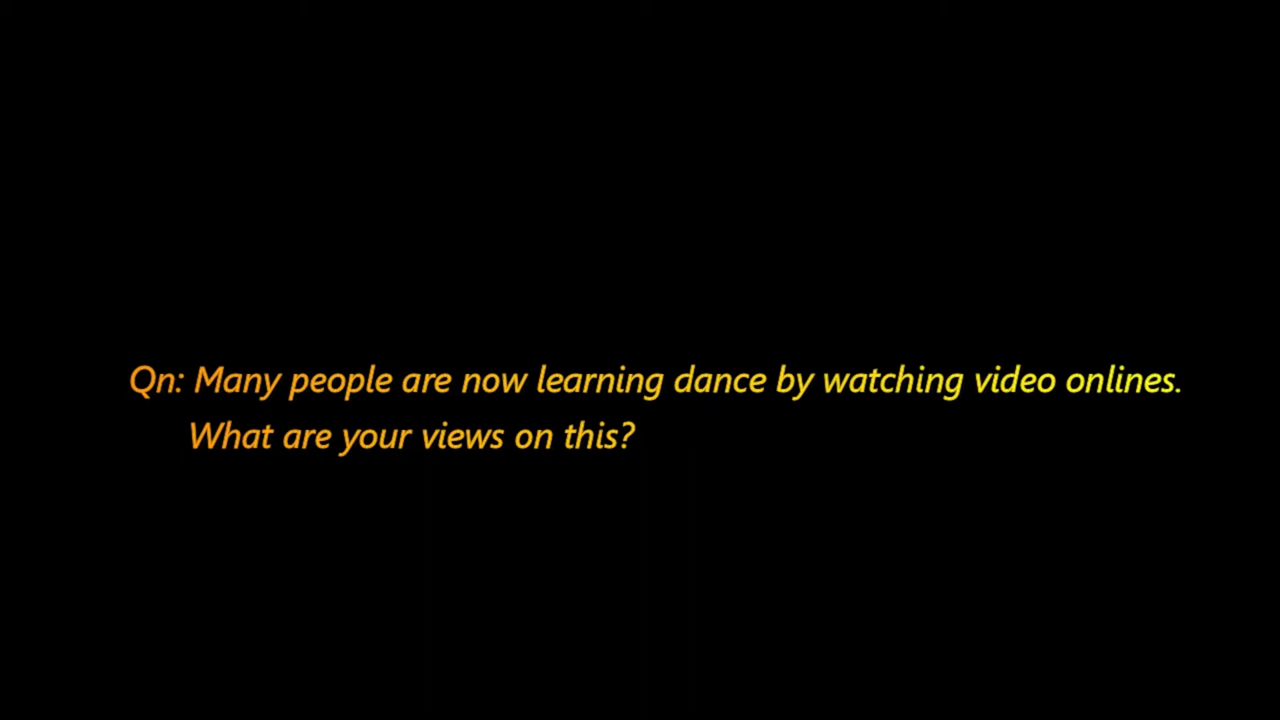 Qn: Many people are now learning dance by watching video onlines.
What are your views on this?